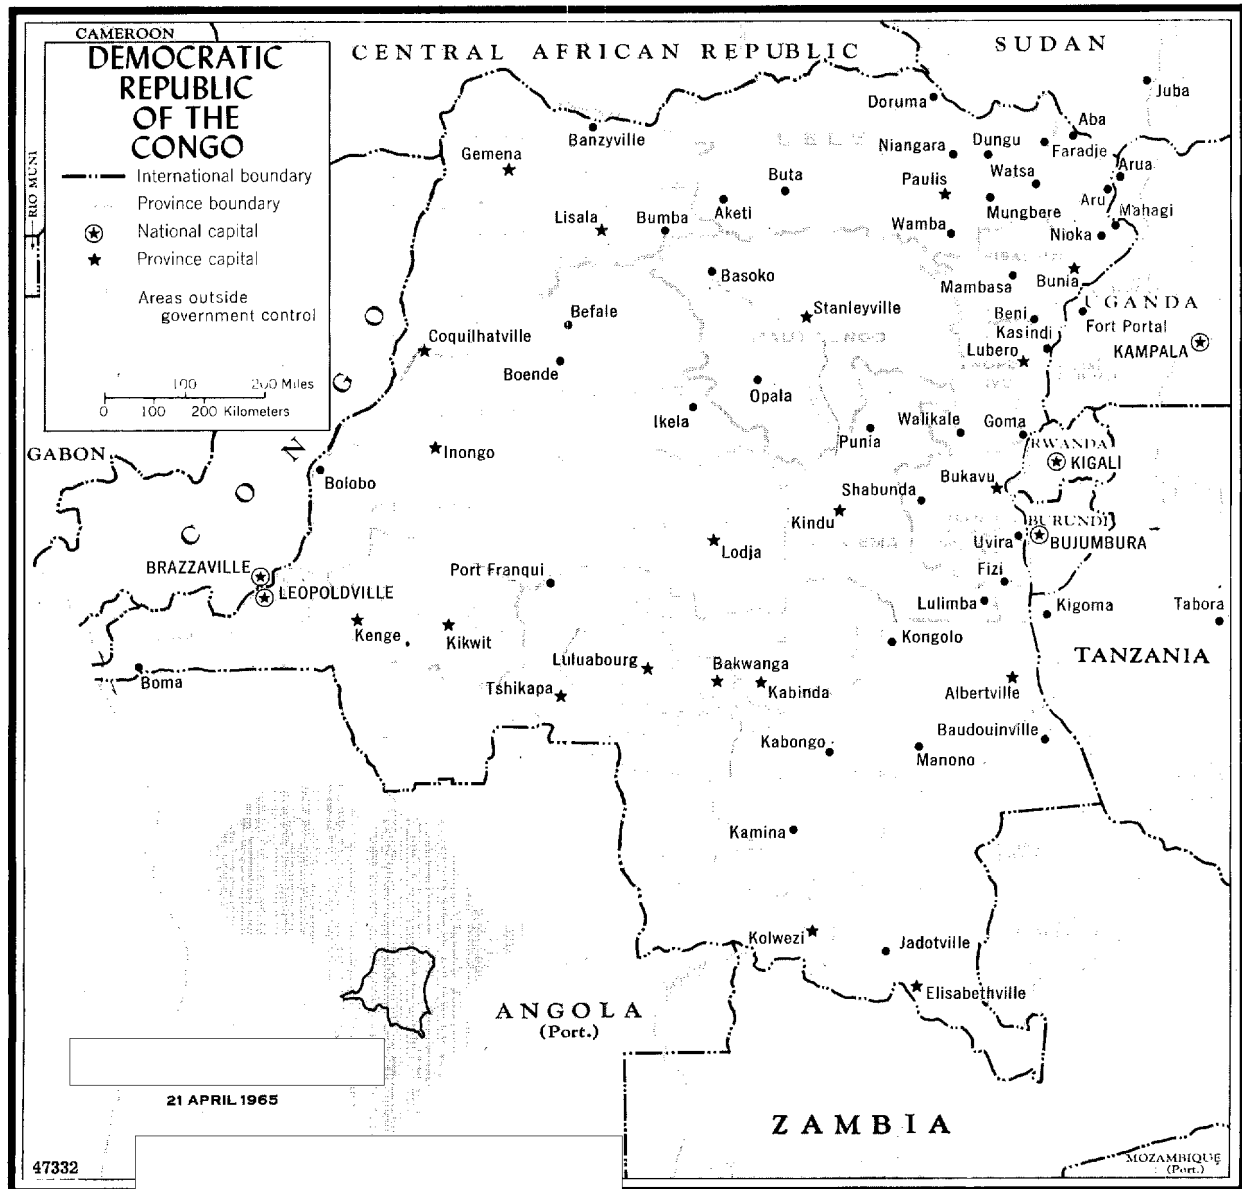 CAMEROON
CENTRAL AFRICAN REPUBLIC
SUDAN
DEMOCRATIC
REPUBLIC
OF THE
CONGO
International boundary
Province boundary
National capital
Province capital
Areas outside
government control
100 200 Miles
0 100 200 Kilometers
RIO MUNI
Juba
Doruma
Aba
Banzyville
Niangara
Dungu
Faradje
Gemena
Watsa
Arua
Buta
Paulis
Aru
Mungbere
Mahagi
Lisala
Bumba
Aketi
Wamba
Nioka
Basoko
Mambasa
Bunia
UGANDA
Befale
Stanleyville
Beni
Fort Portal
Kasindi
KAMPALA
Coquilhatville
Lubero
Boende
Opala
Ikela
Punia
Walikale
Goma
CONGO
GABON
Inongo
RWANDA
KIGALI
Bolobo
Bukavu
Shabunda
Kindu
BURUNDI
Uvira
BUJUMBURA
Lodja
BRAZZAVILLE
Port Franqui
Fizi
LEOPOLDVILLE
Lulimba
Kigoma
Tabora
Kenge
Kikwit
Kongolo
Luluabourg
Bakwanga
TANZANIA
Boma
Tshikapa
Kabinda
Albertville
Baudouinville
Kabongo
Manono
Kamina
Kolwezi
Jadotville
Elisabethville
ANGOLA
(Port.)
21 APRIL 1965
ZAMBIA
47332
MOZAMBIQUE
(Port.)